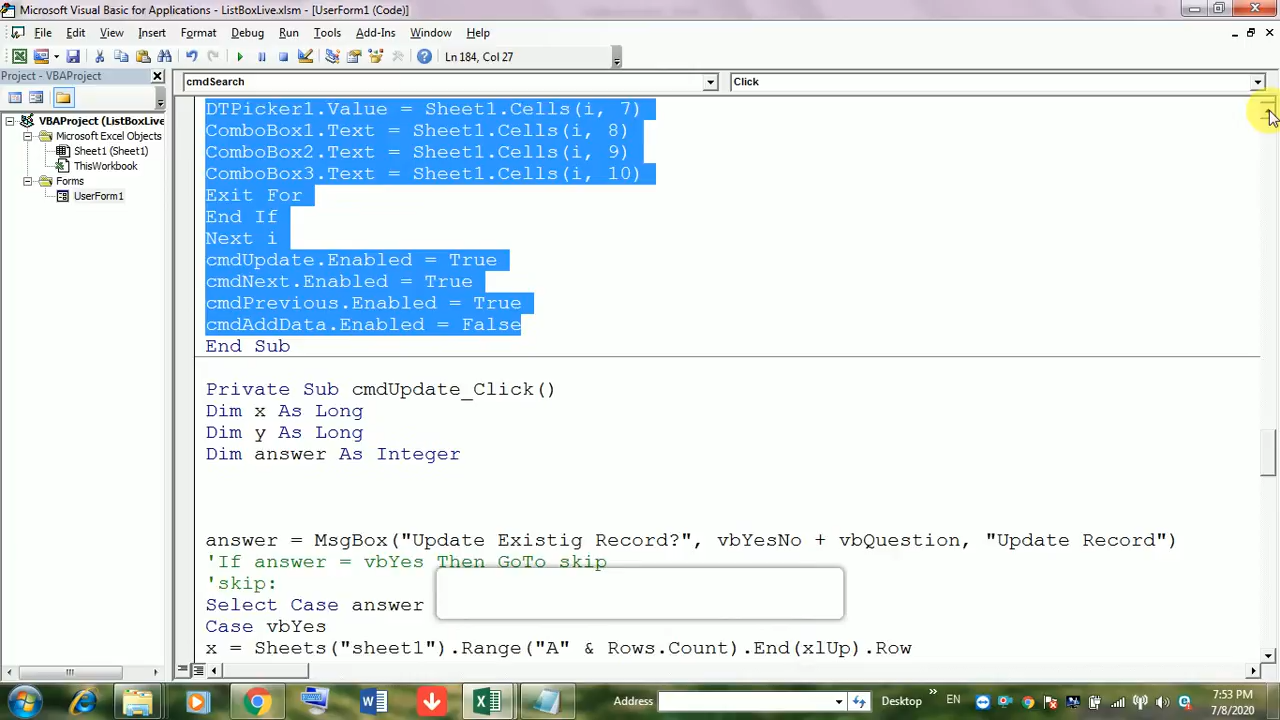 Microsoft Visual Basic for Applications - ListBoxLive.xlsm - [UserForm1 (Code)]
File Edit View Insert Format Debug Run Tools Add-Ins Window Help
Ln 184, Col 27
Project - VBAProject
cmdSearch Click
VBAProject (ListBoxLive
Microsoft Excel Objects
Sheet1 (Sheet1)
ThisWorkbook
Forms
UserForm1
DTPicker1.Value = Sheet1.Cells(i, 7)
ComboBox1.Text = Sheet1.Cells(i, 8)
ComboBox2.Text = Sheet1.Cells(i, 9)
ComboBox3.Text = Sheet1.Cells(i, 10)
Exit For
End If
Next i
cmdUpdate.Enabled = True
cmdNext.Enabled = True
cmdPrevious.Enabled = True
cmdAddData.Enabled = False
End Sub
Private Sub cmdUpdate_Click()
Dim x As Long
Dim y As Long
Dim answer As Integer
answer = MsgBox("Update Existig Record?", vbYesNo + vbQuestion, "Update Record")
'If answer = vbYes Then GoTo skip
'skip:
Select Case answer
Case vbYes
x = Sheets("sheet1").Range("A" & Rows.Count).End(xlUp).Row
Address Desktop » EN 7:53 PM
7/8/2020